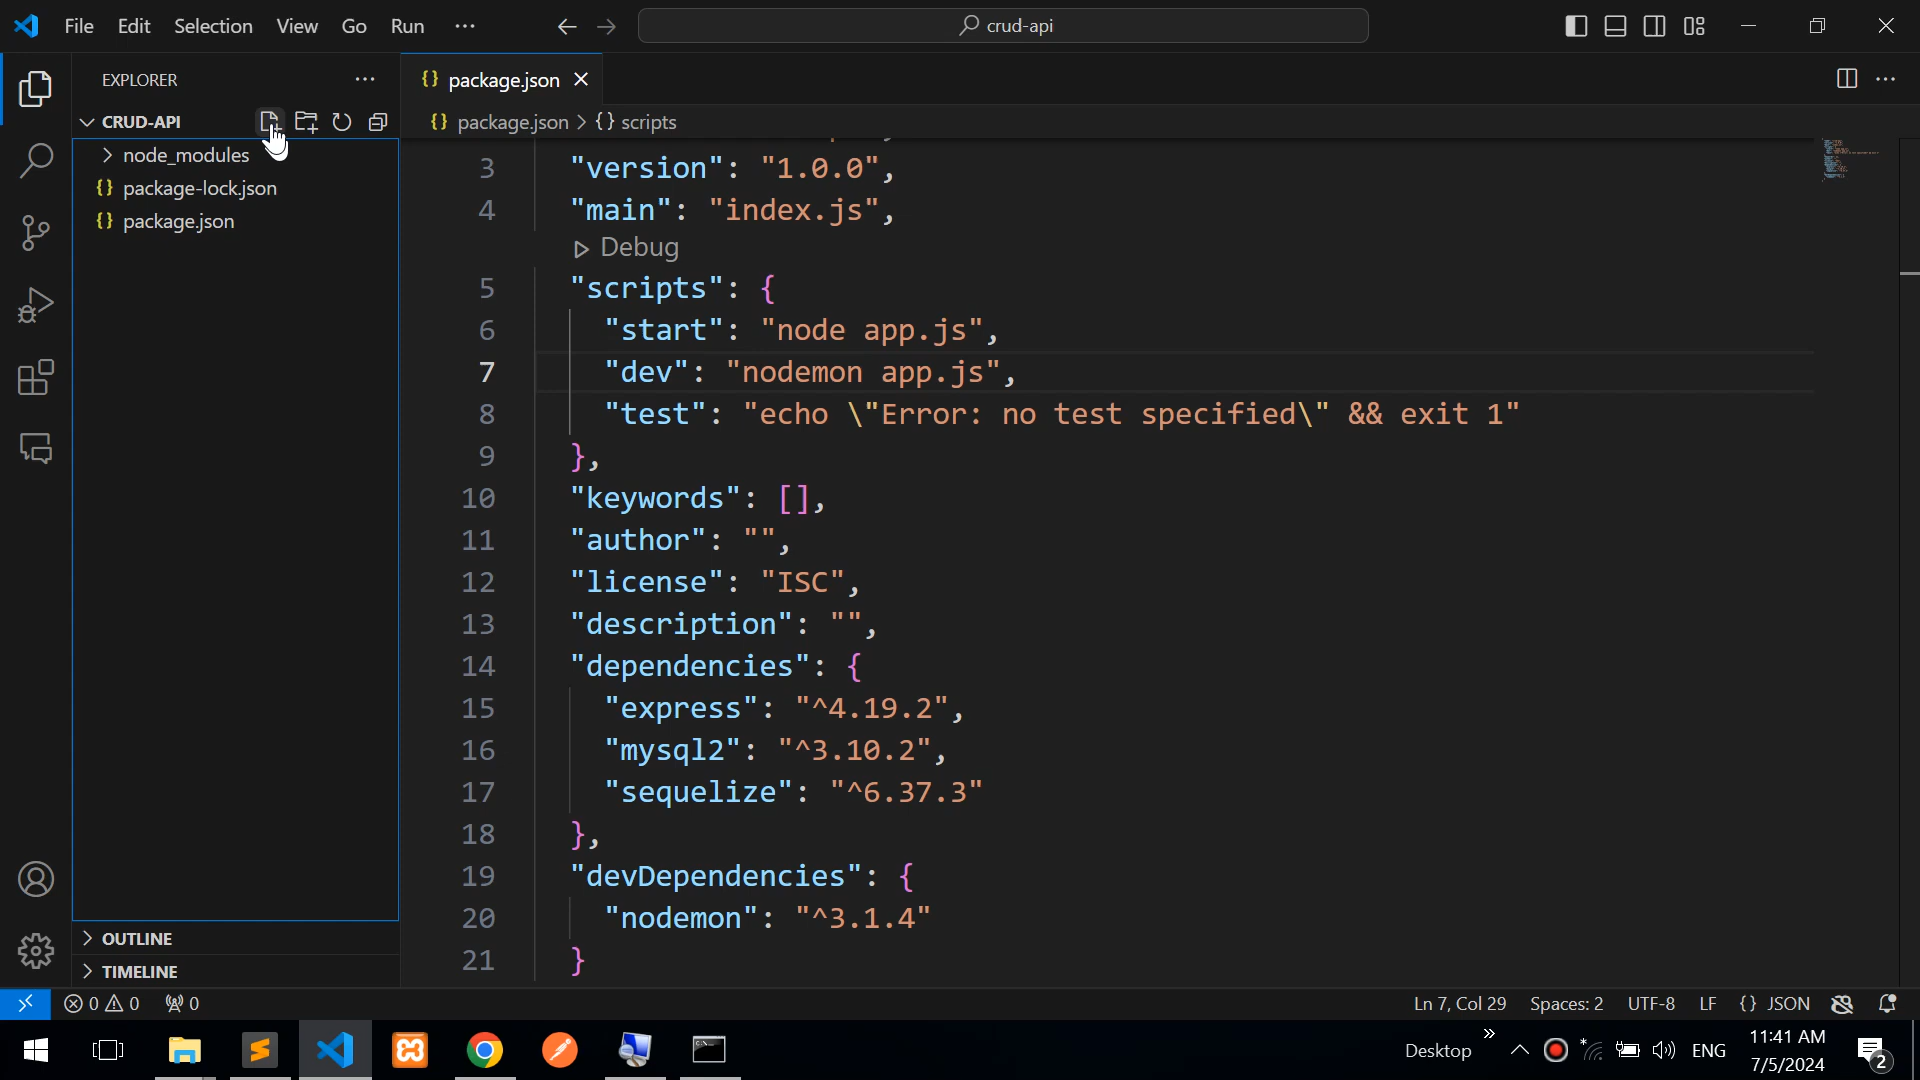 File Edit Selection View Go Run ···
crud-api
EXPLORER
CRUD-API
node_modules
{} package-lock.json
{} package.json
OUTLINE
TIMELINE
{} package.json
{} package.json > {} scripts
3 "version": "1.0.0",
4 "main": "index.js",
Debug
5 "scripts": {
6 "start": "node app.js",
7 "dev": "nodemon app.js",
8 "test": "echo \"Error: no test specified\" && exit 1"
9 },
10 "keywords": [],
11 "author": "",
12 "license": "ISC",
13 "description": "",
14 "dependencies": {
15 "express": "^4.19.2",
16 "mysql2": "^3.10.2",
17 "sequelize": "^6.37.3"
18 },
19 "devDependencies": {
20 "nodemon": "^3.1.4"
21 }
0 0 0
Ln 7, Col 29 Spaces: 2 UTF-8 LF {} JSON
Desktop ENG
11:41 AM
7/5/2024
2